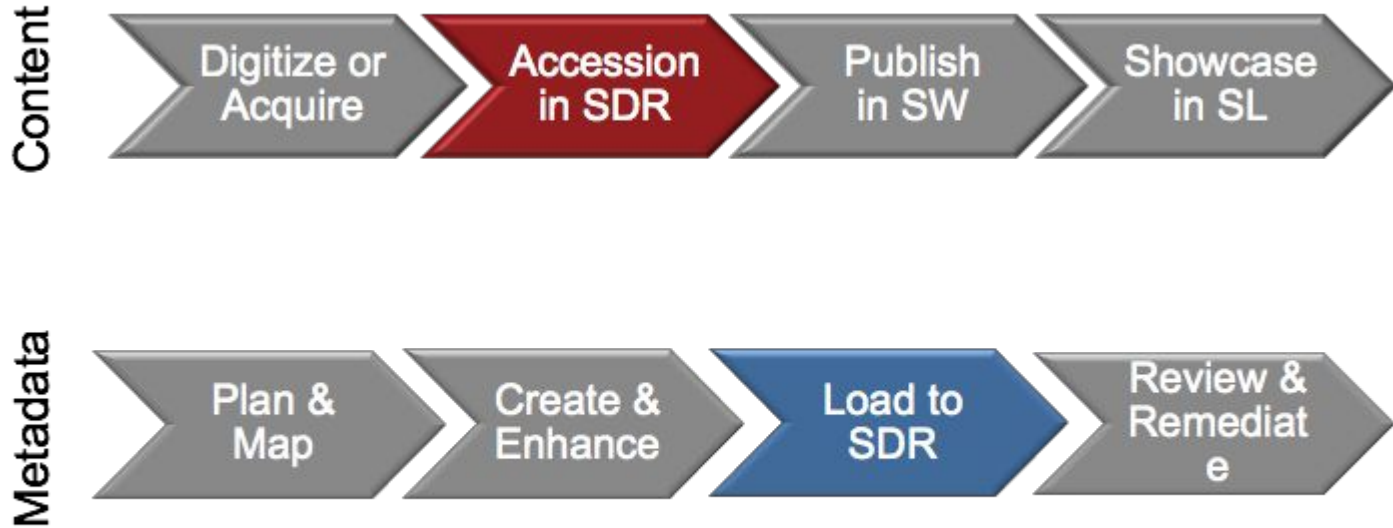 Content
Digitize or
Acquire
Accession
in SDR
Publish
in SW
Showcase
in SL
Metadata
Plan &
Map
Create &
Enhance
Load to
SDR
Review &
Remediat
e